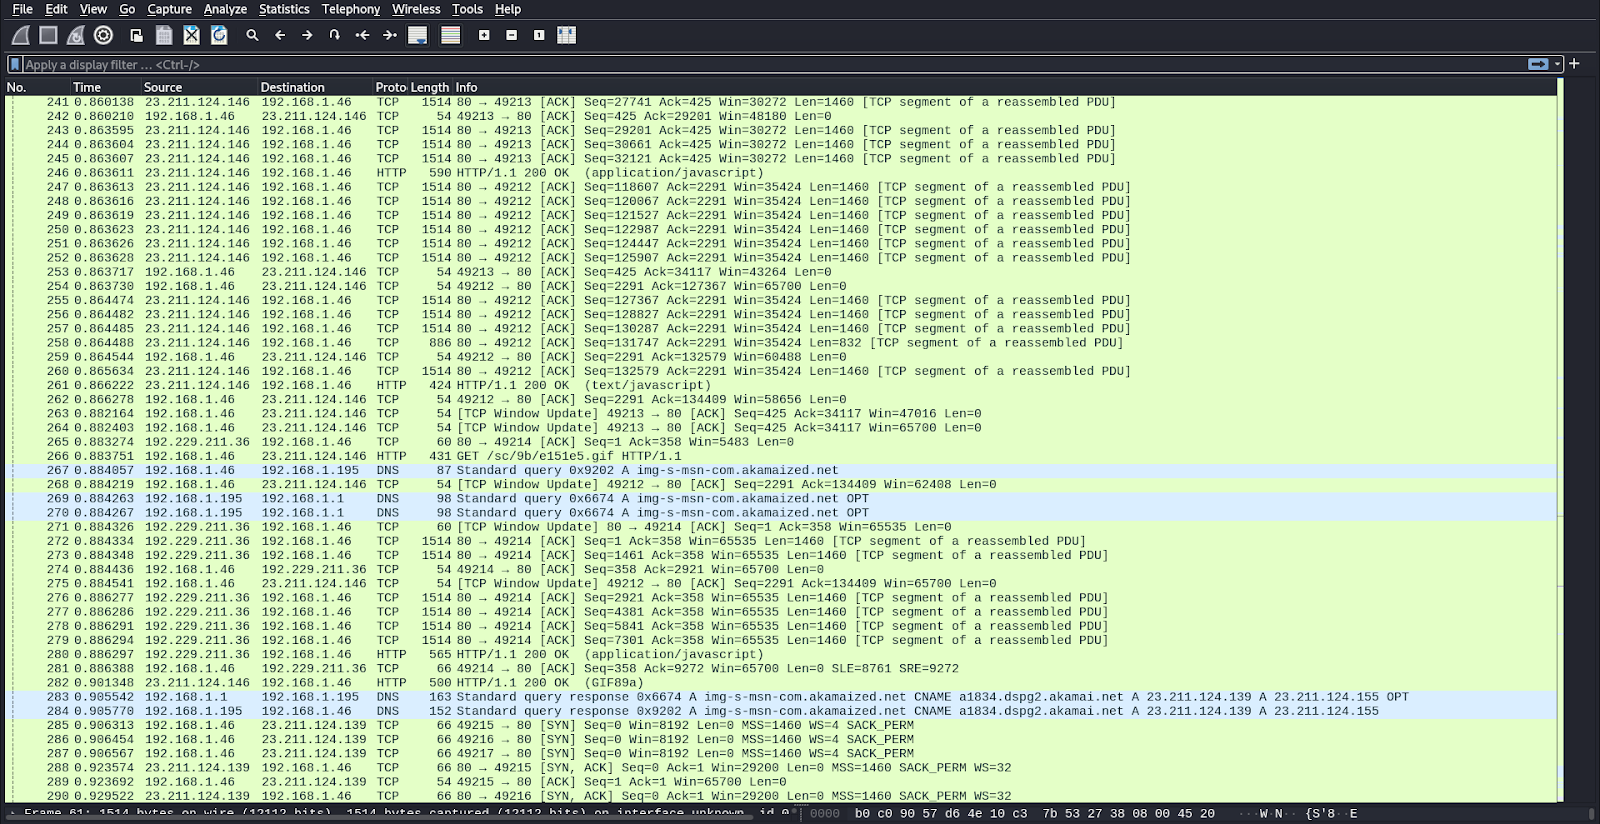 File Edit View Go Capture Analyze Statistics Telephony Wireless Tools Help
Apply a display filter ... <Ctrl-/>
No. Time Source Destination Proto Length Info
241 0.860138 23.211.124.146 192.168.1.46 TCP 1514 80 → 49213 [ACK] Seq=27741 Ack=425 Win=30272 Len=1460 [TCP segment of a reassembled PDU]
242 0.860210 192.168.1.46 23.211.124.146 TCP 54 49213 → 80 [ACK] Seq=425 Ack=29201 Win=48180 Len=0
243 0.863595 23.211.124.146 192.168.1.46 TCP 1514 80 → 49213 [ACK] Seq=29201 Ack=425 Win=30272 Len=1460 [TCP segment of a reassembled PDU]
244 0.863604 23.211.124.146 192.168.1.46 TCP 1514 80 → 49213 [ACK] Seq=30661 Ack=425 Win=30272 Len=1460 [TCP segment of a reassembled PDU]
245 0.863607 23.211.124.146 192.168.1.46 TCP 1514 80 → 49213 [ACK] Seq=32121 Ack=425 Win=30272 Len=1460 [TCP segment of a reassembled PDU]
246 0.863611 23.211.124.146 192.168.1.46 HTTP 590 HTTP/1.1 200 OK (application/javascript)
247 0.863613 23.211.124.146 192.168.1.46 TCP 1514 80 → 49212 [ACK] Seq=118607 Ack=2291 Win=35424 Len=1460 [TCP segment of a reassembled PDU]
248 0.863616 23.211.124.146 192.168.1.46 TCP 1514 80 → 49212 [ACK] Seq=120067 Ack=2291 Win=35424 Len=1460 [TCP segment of a reassembled PDU]
249 0.863619 23.211.124.146 192.168.1.46 TCP 1514 80 → 49212 [ACK] Seq=121527 Ack=2291 Win=35424 Len=1460 [TCP segment of a reassembled PDU]
250 0.863623 23.211.124.146 192.168.1.46 TCP 1514 80 → 49212 [ACK] Seq=122987 Ack=2291 Win=35424 Len=1460 [TCP segment of a reassembled PDU]
251 0.863626 23.211.124.146 192.168.1.46 TCP 1514 80 → 49212 [ACK] Seq=124447 Ack=2291 Win=35424 Len=1460 [TCP segment of a reassembled PDU]
252 0.863628 23.211.124.146 192.168.1.46 TCP 1514 80 → 49212 [ACK] Seq=125907 Ack=2291 Win=35424 Len=1460 [TCP segment of a reassembled PDU]
253 0.863717 192.168.1.46 23.211.124.146 TCP 54 49213 → 80 [ACK] Seq=425 Ack=34117 Win=43264 Len=0
254 0.863730 192.168.1.46 23.211.124.146 TCP 54 49212 → 80 [ACK] Seq=2291 Ack=127367 Win=65700 Len=0
255 0.864474 23.211.124.146 192.168.1.46 TCP 1514 80 → 49212 [ACK] Seq=127367 Ack=2291 Win=35424 Len=1460 [TCP segment of a reassembled PDU]
256 0.864482 23.211.124.146 192.168.1.46 TCP 1514 80 → 49212 [ACK] Seq=128827 Ack=2291 Win=35424 Len=1460 [TCP segment of a reassembled PDU]
257 0.864485 23.211.124.146 192.168.1.46 TCP 1514 80 → 49212 [ACK] Seq=130287 Ack=2291 Win=35424 Len=1460 [TCP segment of a reassembled PDU]
258 0.864488 23.211.124.146 192.168.1.46 TCP 886 80 → 49212 [ACK] Seq=131747 Ack=2291 Win=35424 Len=832 [TCP segment of a reassembled PDU]
259 0.864544 192.168.1.46 23.211.124.146 TCP 54 49212 → 80 [ACK] Seq=2291 Ack=132579 Win=60488 Len=0
260 0.865634 23.211.124.146 192.168.1.46 TCP 1514 80 → 49212 [ACK] Seq=132579 Ack=2291 Win=35424 Len=1460 [TCP segment of a reassembled PDU]
261 0.866222 23.211.124.146 192.168.1.46 HTTP 424 HTTP/1.1 200 OK (text/javascript)
262 0.866278 192.168.1.46 23.211.124.146 TCP 54 49212 → 80 [ACK] Seq=2291 Ack=134409 Win=58656 Len=0
263 0.882164 192.168.1.46 23.211.124.146 TCP 54 [TCP Window Update] 49213 → 80 [ACK] Seq=425 Ack=34117 Win=47016 Len=0
264 0.882403 192.168.1.46 23.211.124.146 TCP 54 [TCP Window Update] 49213 → 80 [ACK] Seq=425 Ack=34117 Win=65700 Len=0
265 0.883274 192.229.211.36 192.168.1.46 TCP 60 80 → 49214 [ACK] Seq=1 Ack=358 Win=5483 Len=0
266 0.883751 192.168.1.46 23.211.124.146 HTTP 431 GET /sc/9b/e151e5.gif HTTP/1.1
267 0.884057 192.168.1.46 192.168.1.195 DNS 87 Standard query 0x9202 A img-s-msn-com.akamaized.net
268 0.884219 192.168.1.46 23.211.124.146 TCP 54 [TCP Window Update] 49212 → 80 [ACK] Seq=2291 Ack=134409 Win=62408 Len=0
269 0.884263 192.168.1.195 192.168.1.1 DNS 98 Standard query 0x6674 A img-s-msn-com.akamaized.net OPT
270 0.884267 192.168.1.195 192.168.1.1 DNS 98 Standard query 0x6674 A img-s-msn-com.akamaized.net OPT
271 0.884326 192.229.211.36 192.168.1.46 TCP 60 [TCP Window Update] 80 → 49214 [ACK] Seq=1 Ack=358 Win=65535 Len=0
272 0.884334 192.229.211.36 192.168.1.46 TCP 1514 80 → 49214 [ACK] Seq=1 Ack=358 Win=65535 Len=1460 [TCP segment of a reassembled PDU]
273 0.884348 192.229.211.36 192.168.1.46 TCP 1514 80 → 49214 [ACK] Seq=1461 Ack=358 Win=65535 Len=1460 [TCP segment of a reassembled PDU]
274 0.884436 192.168.1.46 192.229.211.36 TCP 54 49214 → 80 [ACK] Seq=358 Ack=2921 Win=65700 Len=0
275 0.884541 192.168.1.46 23.211.124.146 TCP 54 [TCP Window Update] 49212 → 80 [ACK] Seq=2291 Ack=134409 Win=65700 Len=0
276 0.886277 192.229.211.36 192.168.1.46 TCP 1514 80 → 49214 [ACK] Seq=2921 Ack=358 Win=65535 Len=1460 [TCP segment of a reassembled PDU]
277 0.886286 192.229.211.36 192.168.1.46 TCP 1514 80 → 49214 [ACK] Seq=4381 Ack=358 Win=65535 Len=1460 [TCP segment of a reassembled PDU]
278 0.886291 192.229.211.36 192.168.1.46 TCP 1514 80 → 49214 [ACK] Seq=5841 Ack=358 Win=65535 Len=1460 [TCP segment of a reassembled PDU]
279 0.886294 192.229.211.36 192.168.1.46 TCP 1514 80 → 49214 [ACK] Seq=7301 Ack=358 Win=65535 Len=1460 [TCP segment of a reassembled PDU]
280 0.886297 192.229.211.36 192.168.1.46 HTTP 565 HTTP/1.1 200 OK (application/javascript)
281 0.886388 192.168.1.46 192.229.211.36 TCP 66 49214 → 80 [ACK] Seq=358 Ack=9272 Win=65700 Len=0 SLE=8761 SRE=9272
282 0.901348 23.211.124.146 192.168.1.46 HTTP 500 HTTP/1.1 200 OK (GIF89a)
283 0.905542 192.168.1.1 192.168.1.195 DNS 163 Standard query response 0x6674 A img-s-msn-com.akamaized.net CNAME a1834.dspg2.akamai.net A 23.211.124.139 A 23.211.124.155 OPT
284 0.905770 192.168.1.195 192.168.1.46 DNS 152 Standard query response 0x9202 A img-s-msn-com.akamaized.net CNAME a1834.dspg2.akamai.net A 23.211.124.139 A 23.211.124.155
285 0.906313 192.168.1.46 23.211.124.139 TCP 66 49215 → 80 [SYN] Seq=0 Win=8192 Len=0 MSS=1460 WS=4 SACK_PERM
286 0.906454 192.168.1.46 23.211.124.139 TCP 66 49216 → 80 [SYN] Seq=0 Win=8192 Len=0 MSS=1460 WS=4 SACK_PERM
287 0.906567 192.168.1.46 23.211.124.139 TCP 66 49217 → 80 [SYN] Seq=0 Win=8192 Len=0 MSS=1460 WS=4 SACK_PERM
288 0.923574 23.211.124.139 192.168.1.46 TCP 66 80 → 49215 [SYN, ACK] Seq=0 Ack=1 Win=29200 Len=0 MSS=1460 SACK_PERM WS=32
289 0.923692 192.168.1.46 23.211.124.139 TCP 54 49215 → 80 [ACK] Seq=1 Ack=1 Win=65700 Len=0
290 0.929522 23.211.124.139 192.168.1.46 TCP 66 80 → 49216 [SYN, ACK] Seq=0 Ack=1 Win=29200 Len=0 MSS=1460 SACK_PERM WS=32
Frame 61: 1514 bytes on wire (12112 bits), 1514 bytes captured (12112 bits) on interface unknown, id 0
0000 b0 c0 90 57 d6 4e 10 c3 7b 53 27 38 08 00 45 20 ···W·N·· {S'8··E